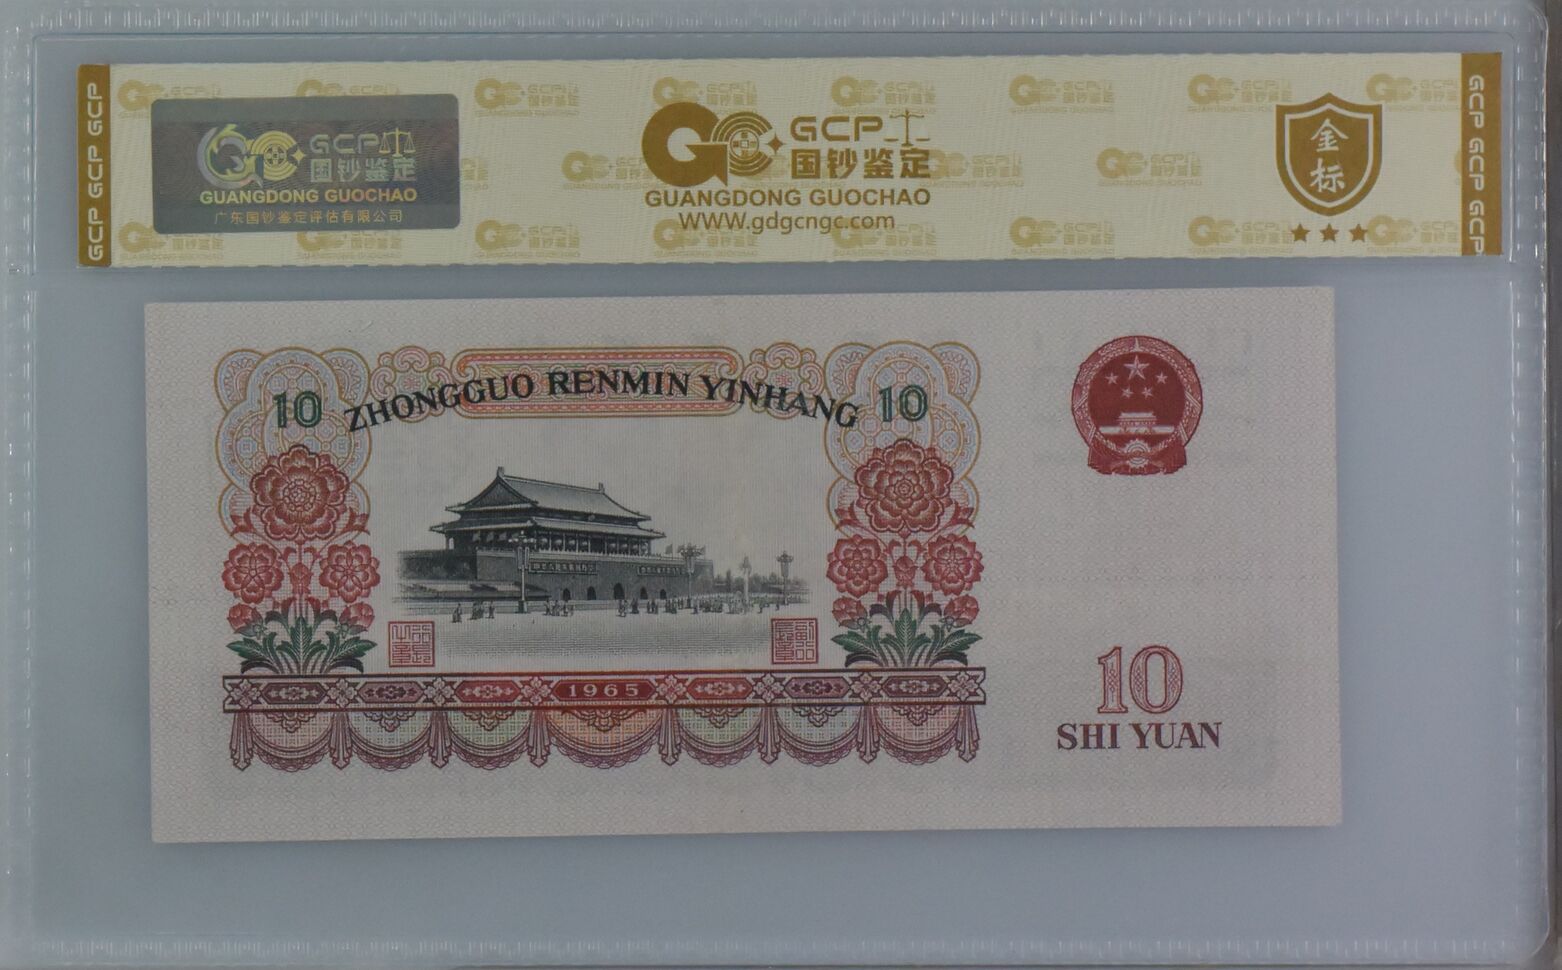 GCP GCP GCP
GCP
国钞鉴定
GUANGDONG GUOCHAO
广东国钞鉴定评估有限公司
GCP
国钞鉴定
GUANGDONG GUOCHAO
WWW.gdgcngc.com
金标
GCP GCP GCP
10
ZHONGGUO RENMIN YINHANG
10
1965
10
SHI YUAN